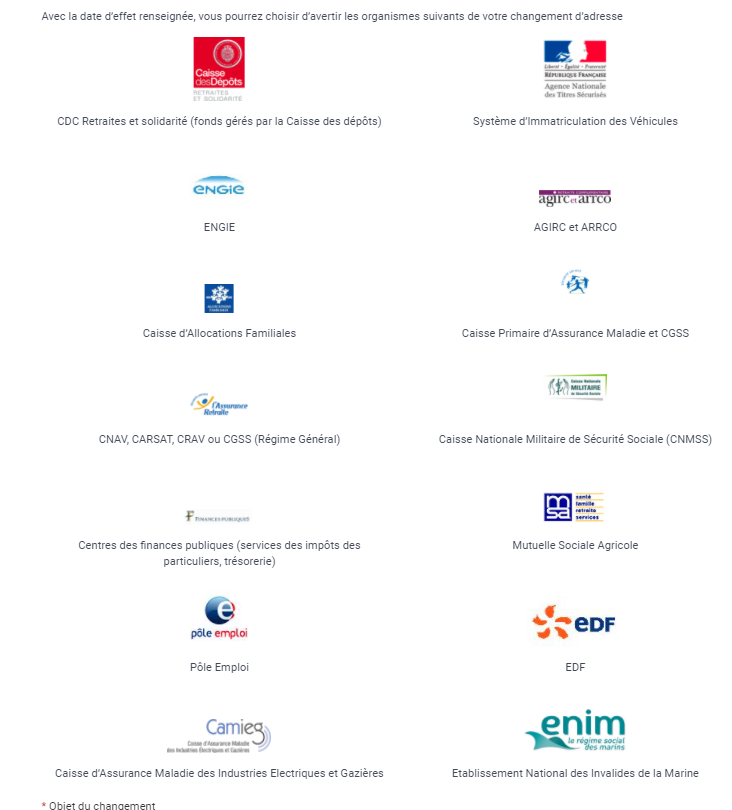 Avec la date d’effet renseignée, vous pourrez choisir d’avertir les organismes suivants de votre changement d’adresse
Caisse
desDépôts
RETRAITES
ET SOLIDARITÉ
Liberté • Égalité • Fraternité
RÉPUBLIQUE FRANÇAISE
Agence Nationale
des Titres Sécurisés
CDC Retraites et solidarité (fonds gérés par la Caisse des dépôts)
Système d’Immatriculation des Véhicules
ENGIE
agirc et arrco
ENGIE
AGIRC et ARRCO
Caisse d’Allocations Familiales
Caisse Primaire d’Assurance Maladie et CGSS
l’Assurance
Retraite
Caisse Nationale
MILITAIRE
de Sécurité Sociale
CNAV, CARSAT, CRAV ou CGSS (Régime Général)
Caisse Nationale Militaire de Sécurité Sociale (CNMSS)
FINANCES PUBLIQUES
msa
santé
famille
retraite
services
Centres des finances publiques (services des impôts des
particuliers, trésorerie)
Mutuelle Sociale Agricole
pôle emploi
EDF
Pôle Emploi
EDF
Camieg
Caisse d’Assurance Maladie
des Industries Électriques et Gazières
enim
le régime social
des marins
Caisse d’Assurance Maladie des Industries Electriques et Gazières
Etablissement National des Invalides de la Marine
* Objet du changement